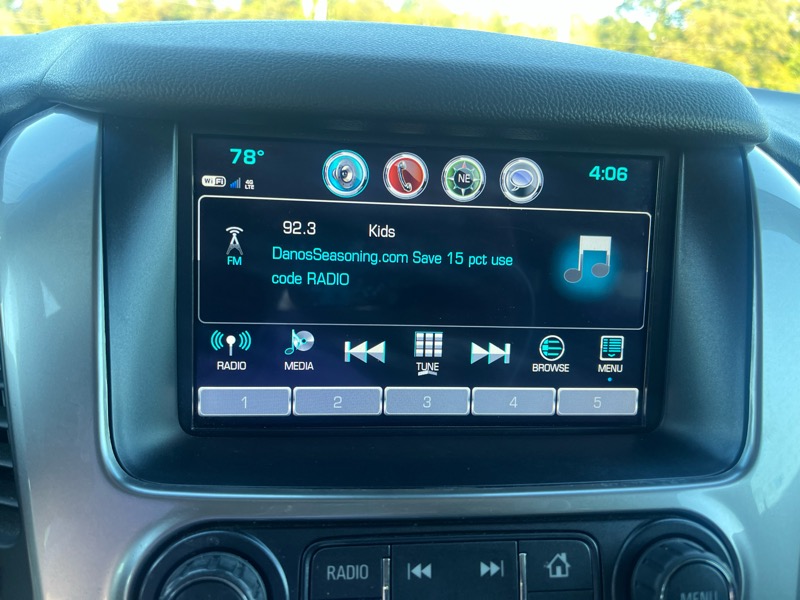 78° 4:06
WiFi 4G LTE NE
92.3 Kids
FM DanosSeasoning.com Save 15 pct use
code RADIO
RADIO MEDIA TUNE BROWSE MENU
1 2 3 4 5
RADIO MENU